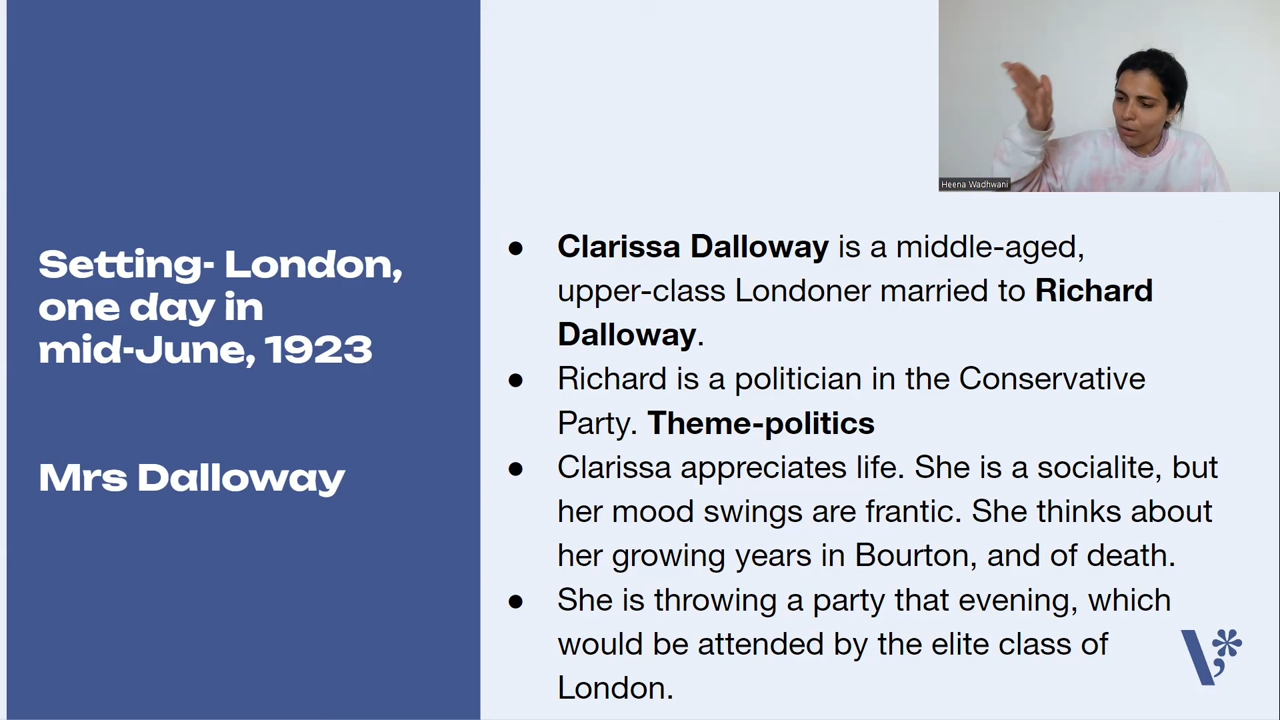 Heena Wadhwani
Setting- London,
one day in
mid-June, 1923
Mrs Dalloway
● Clarissa Dalloway is a middle-aged,
upper-class Londoner married to Richard
Dalloway.
● Richard is a politician in the Conservative
Party. Theme-politics
● Clarissa appreciates life. She is a socialite, but
her mood swings are frantic. She thinks about
her growing years in Bourton, and of death.
● She is throwing a party that evening, which
would be attended by the elite class of
London.